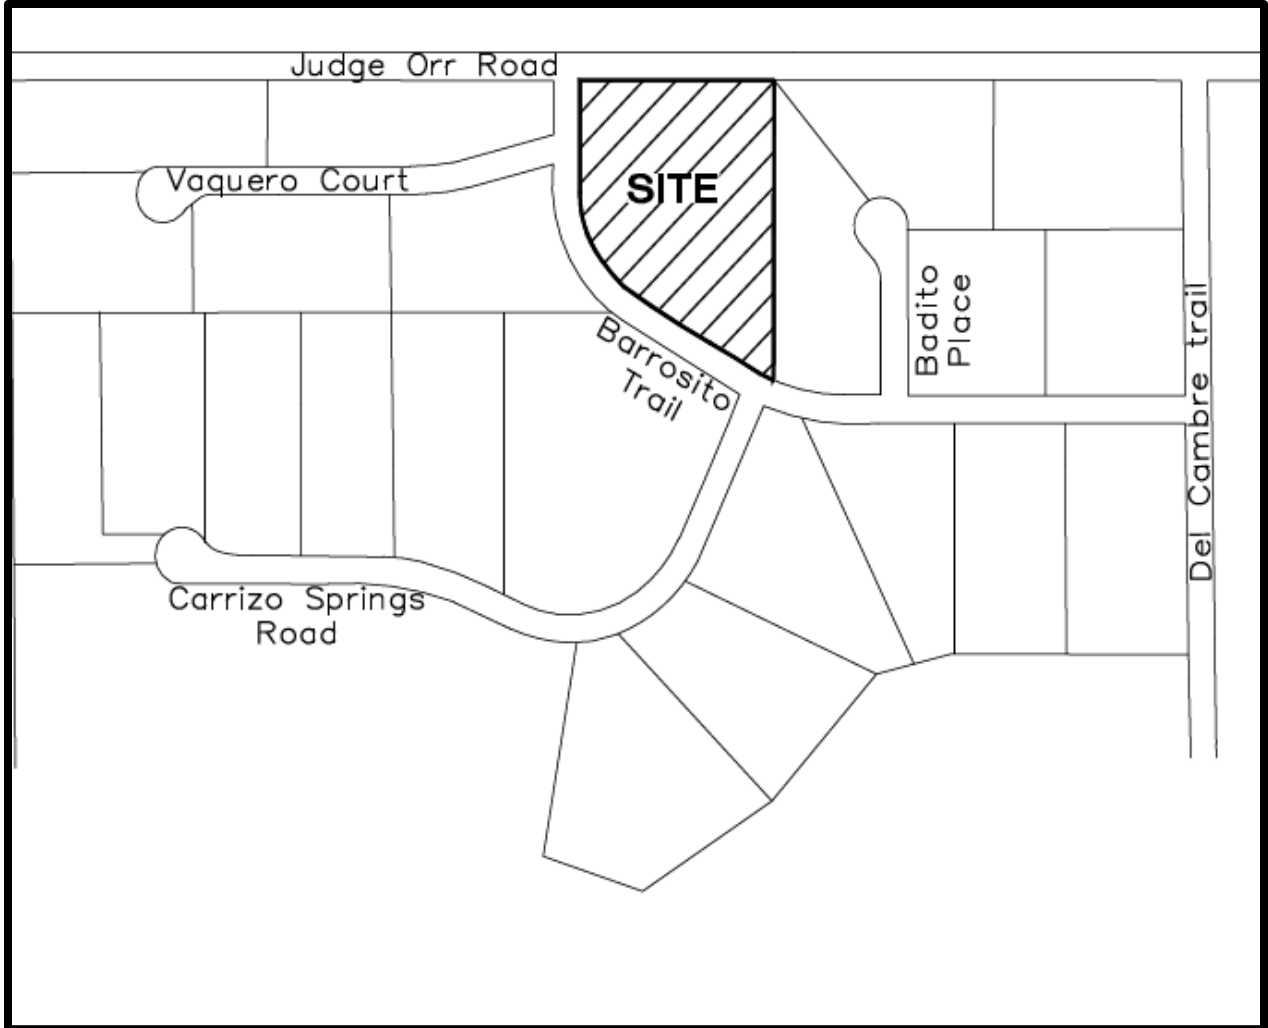 Judge Orr Road
Vaquero Court
SITE
Barrosito
Trail
Badito
Place
Del Cambre trail
Carrizo Springs
Road